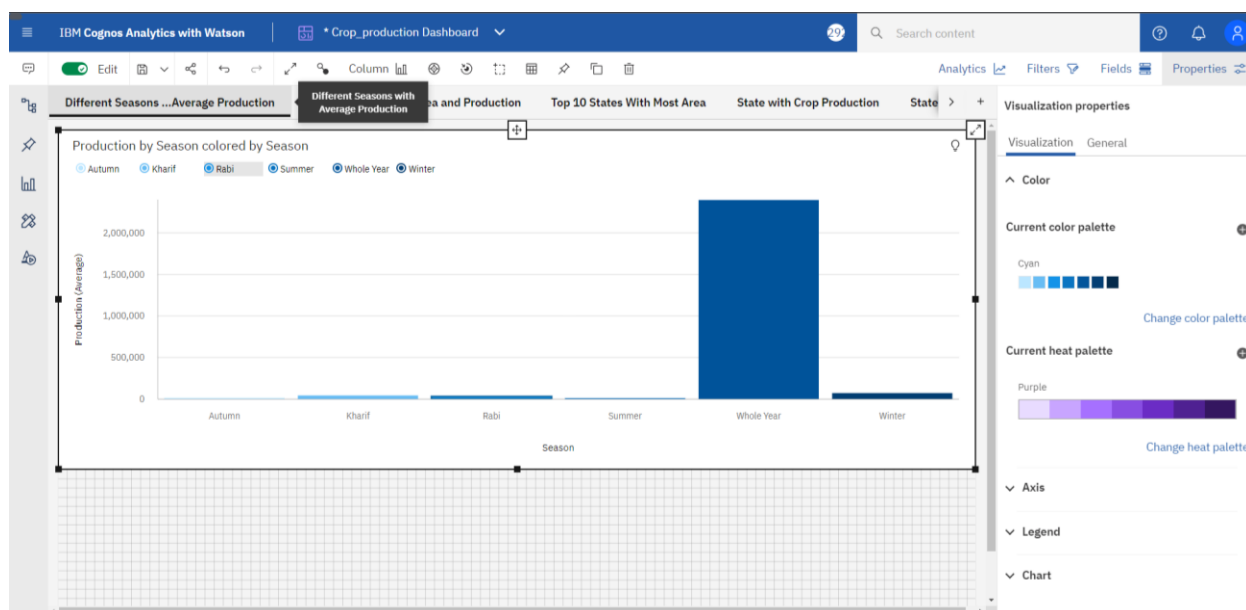 IBM Cognos Analytics with Watson
* Crop_production Dashboard
Search content
Edit
Column
Analytics
Filters
Fields
Properties
Different Seasons ...Average Production
Different Seasons with
Average Production
ea and Production
Top 10 States With Most Area
State with Crop Production
State
Visualization properties
Visualization
General
Production by Season colored by Season
Autumn
Kharif
Rabi
Summer
Whole Year
Winter
Color
Current color palette
Cyan
Change color palette
Current heat palette
Purple
Change heat palette
Axis
Legend
Chart
Production (Average)
2,000,000
1,500,000
1,000,000
500,000
0
Autumn
Kharif
Rabi
Summer
Whole Year
Winter
Season